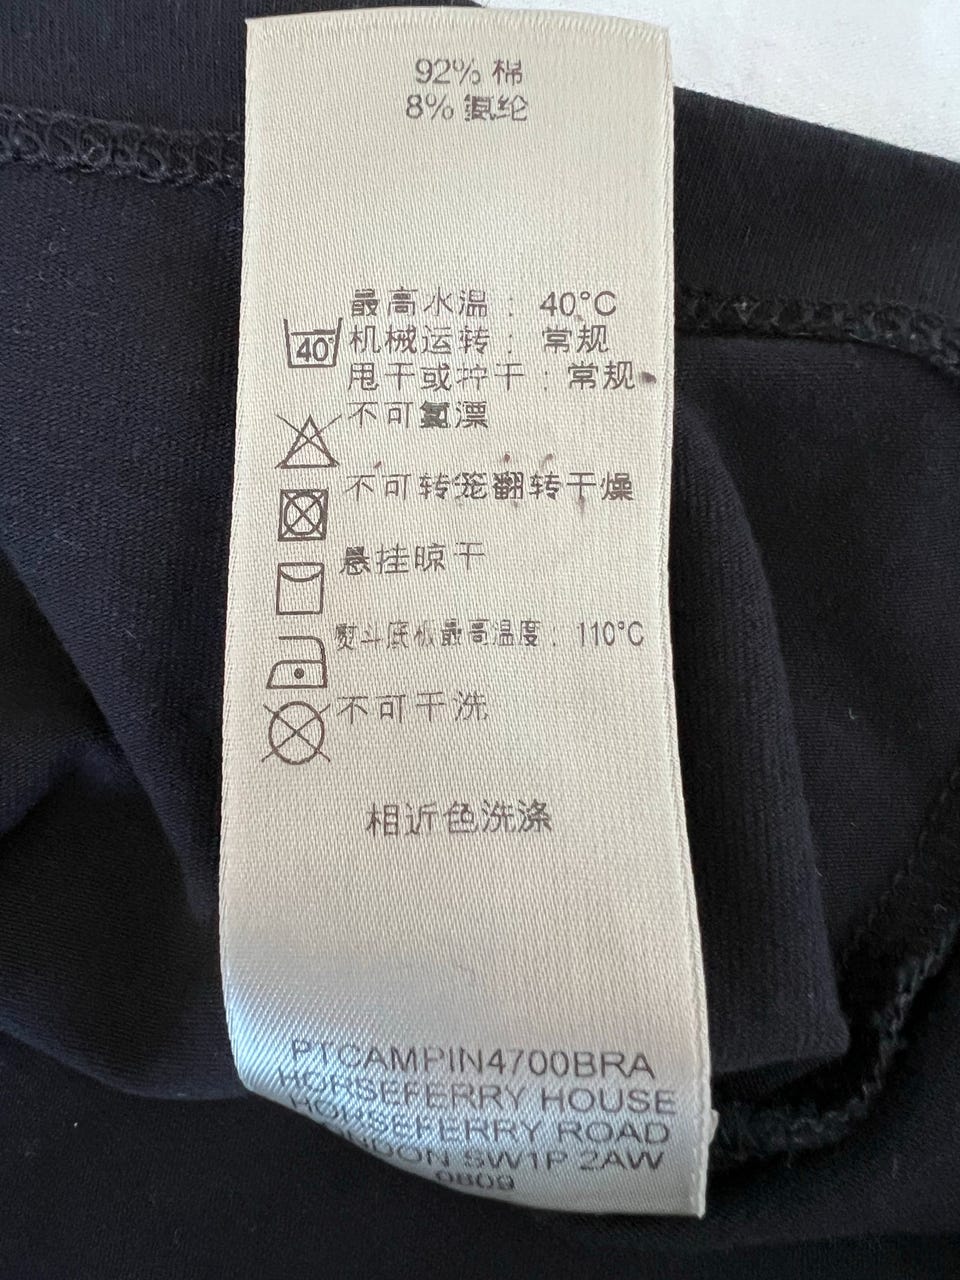 92% 棉
8% 氨纶
最高水温：40°C
40°
机械运转：常规
甩干或拧干：常规
不可氯漂
不可转笼翻转干燥
悬挂晾干
熨斗底板最高温度：110°C
不可干洗
相近色洗涤
PTCAMPIN4700BRA
HORSEFERRY HOUSE
HORSEFERRY ROAD
LONDON SW1P 2AW
0809